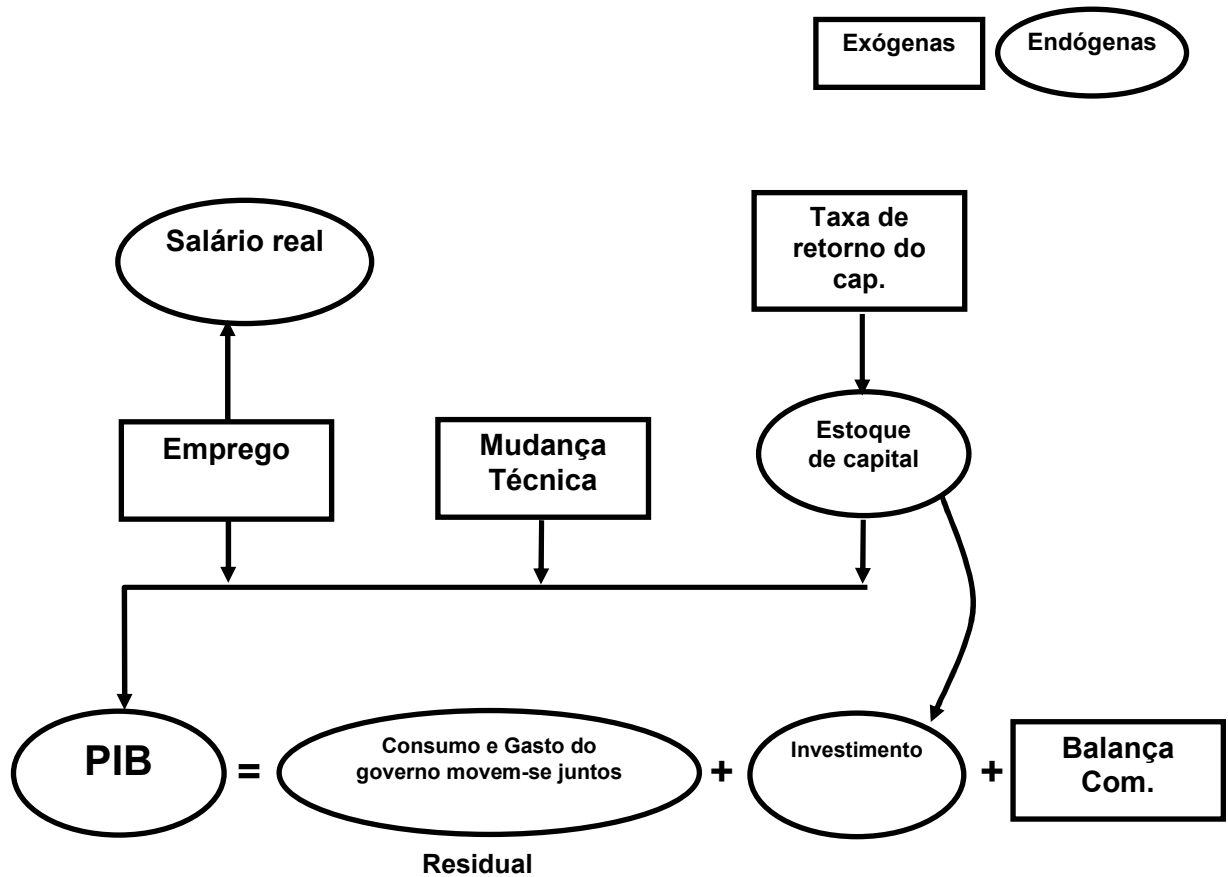 Exógenas
Endógenas
Salário real
Taxa de
retorno do
cap.
Emprego
Mudança
Técnica
Estoque
de capital
PIB
=
Consumo e Gasto do
governo movem-se juntos
+
Investimento
+
Balança
Com.
Residual